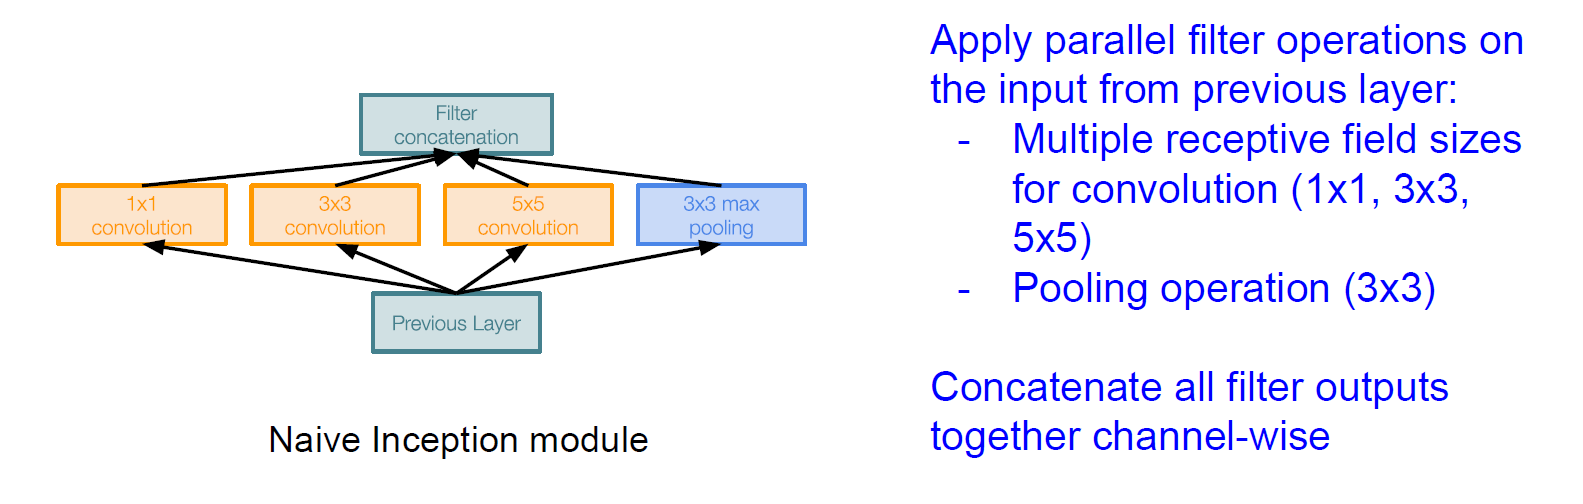 Filter
concatenation
1x1
convolution
3x3
convolution
5x5
convolution
3x3 max
pooling
Previous Layer
Naive Inception module
Apply parallel filter operations on
the input from previous layer:
- Multiple receptive field sizes
for convolution (1x1, 3x3,
5x5)
- Pooling operation (3x3)
Concatenate all filter outputs
together channel-wise